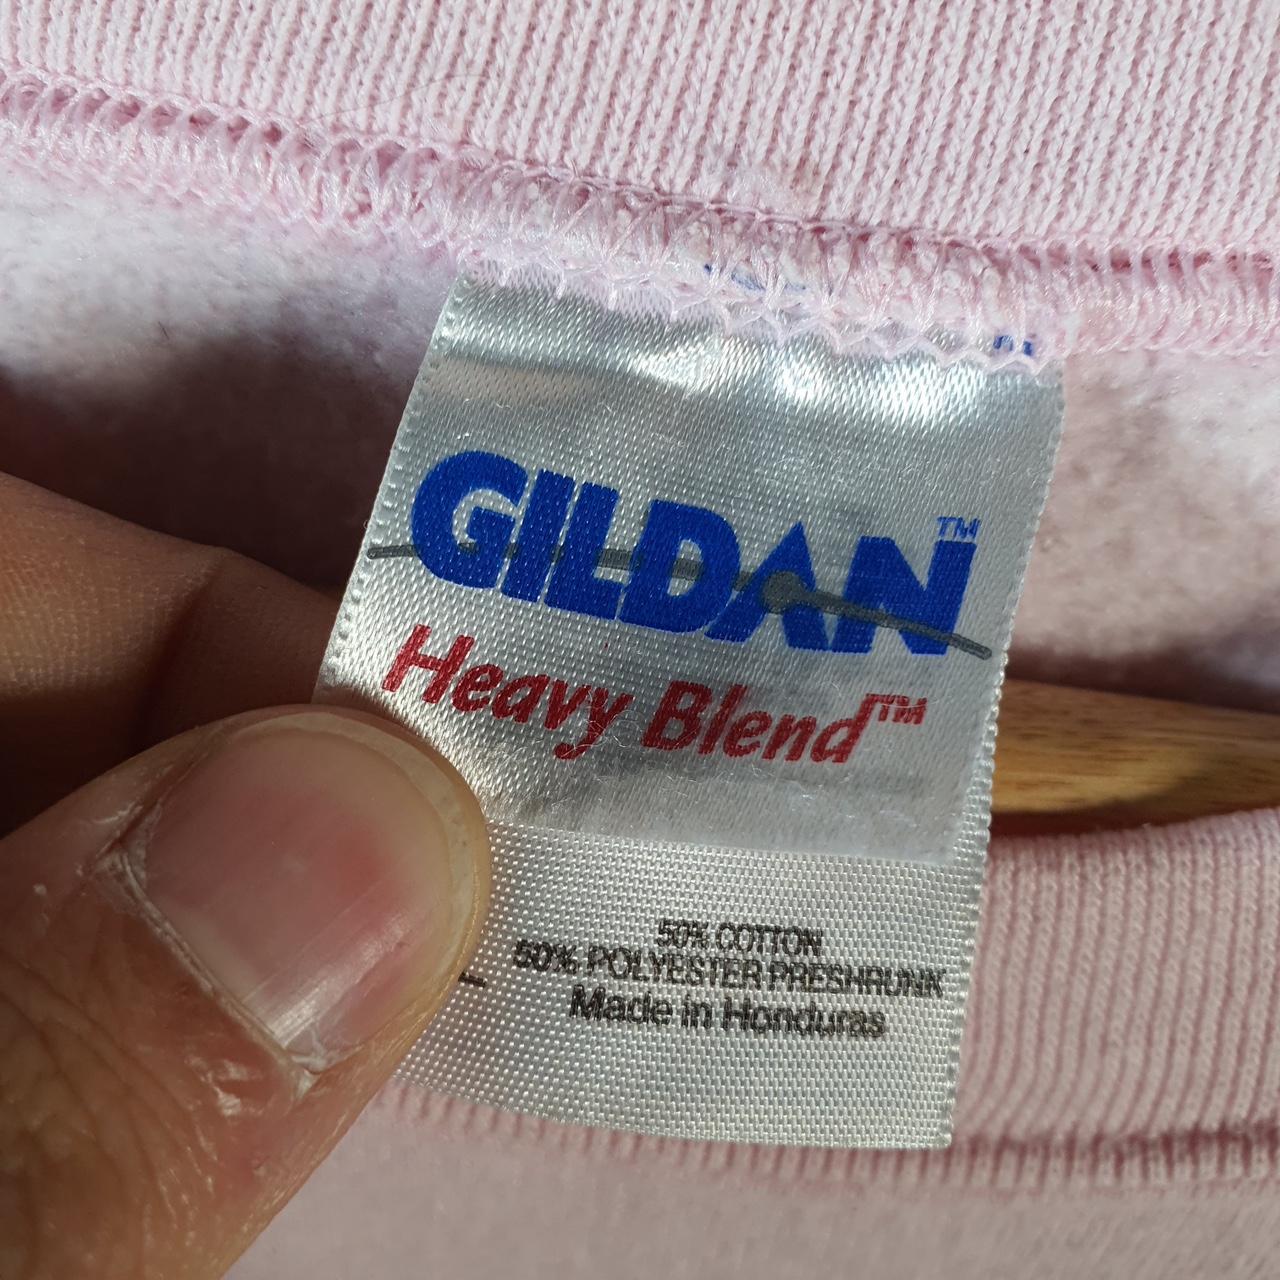 GILDAN™
Heavy Blend™
50% COTTON
50% POLYESTER PRESHRUNK
Made in Honduras